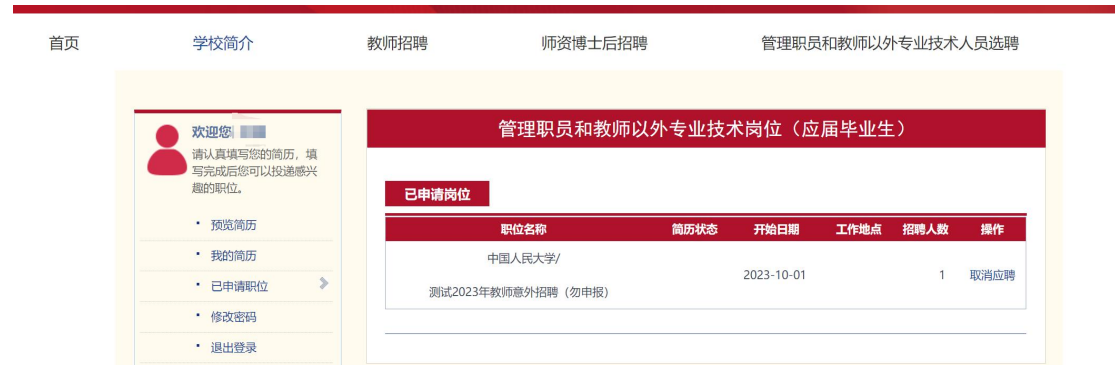 首页 学校简介 教师招聘 师资博士后招聘 管理职员和教师以外专业技术人员选聘
欢迎您
请认真填写您的简历，填
写完成后您可以投递感兴
趣的职位。
预览简历
我的简历
已申请职位
修改密码
退出登录
管理职员和教师以外专业技术岗位（应届毕业生）
已申请岗位
职位名称 简历状态 开始日期 工作地点 招聘人数 操作
中国人民大学/
2023-10-01 1 取消应聘
测试2023年教师意外招聘（勿申报）